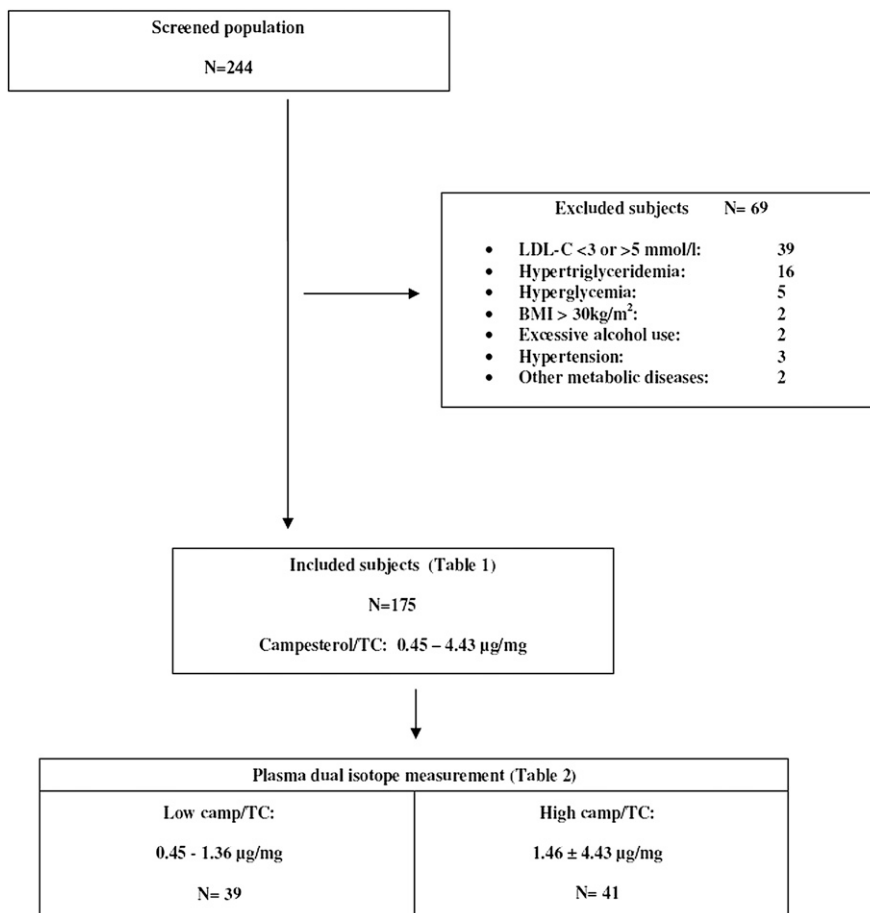 Screened population
N=244
Excluded subjects N= 69
• LDL-C <3 or >5 mmol/l: 39
• Hypertriglyceridemia: 16
• Hyperglycemia: 5
• BMI > 30kg/m²: 2
• Excessive alcohol use: 2
• Hypertension: 3
• Other metabolic diseases: 2
Included subjects (Table 1)
N=175
Campesterol/TC: 0.45 – 4.43 µg/mg
Plasma dual isotope measurement (Table 2)
Low camp/TC:
0.45 - 1.36 µg/mg
N= 39
High camp/TC:
1.46 ± 4.43 µg/mg
N= 41